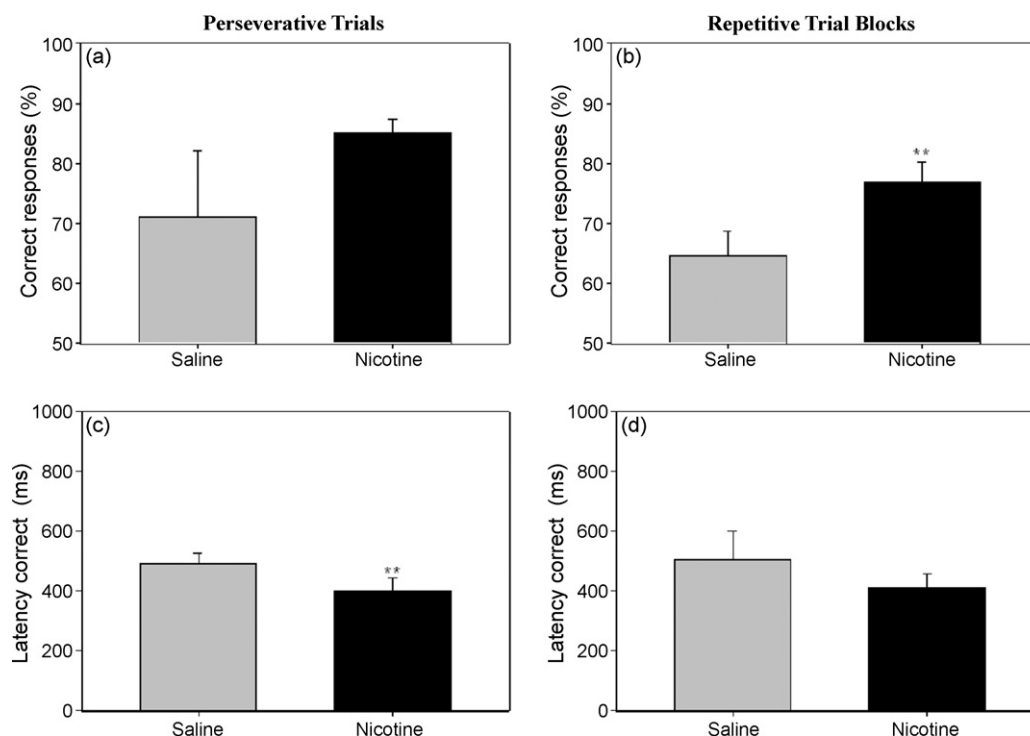 Perseverative Trials
Repetitive Trial Blocks
(a)
Correct responses (%)
100
90
80
70
60
50
Saline
Nicotine
(b)
Correct responses (%)
100
90
80
70
60
50
**
Saline
Nicotine
(c)
Latency correct (ms)
1000
800
600
400
200
0
**
Saline
Nicotine
(d)
Latency correct (ms)
1000
800
600
400
200
0
Saline
Nicotine